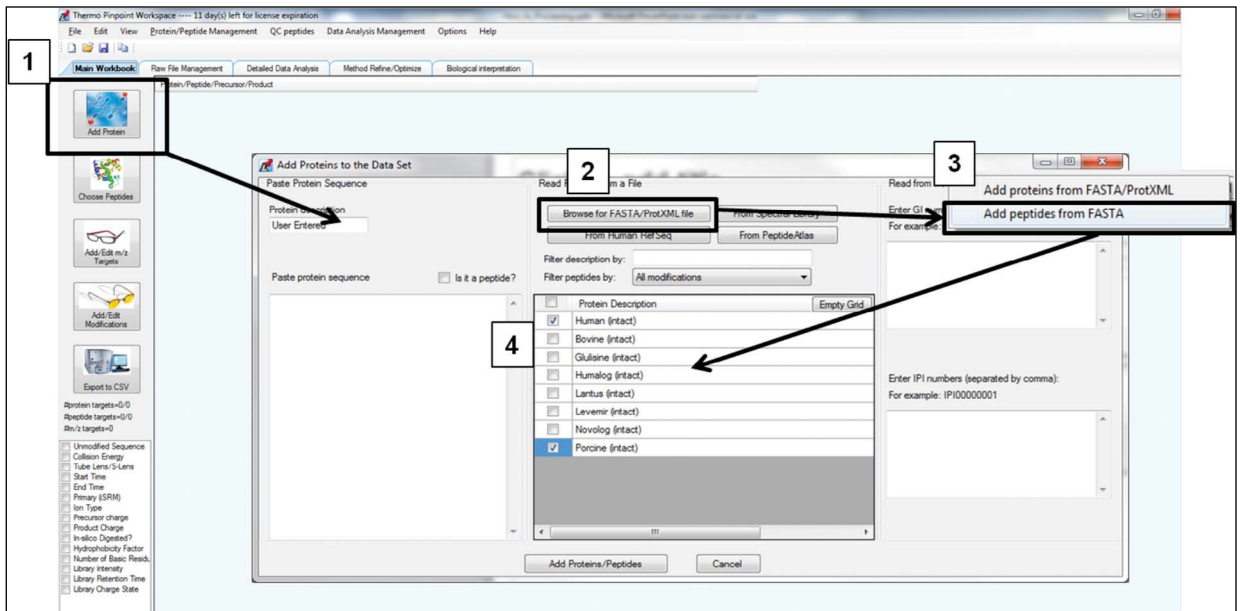 Thermo Pinpoint Workspace ---- 11 day(s) left for license expiration
File Edit View Protein/Peptide Management QC peptides Data Analysis Management Options Help
1
Main Workbook Raw File Management Detailed Data Analysis Method Refine/Optimize Biological interpretation
Protein/Peptide/Precursor/Product
Add Protein
Choose Peptides
Add/Edit m/z
Targets
Add/Edit
Modifications
Export to CSV
#protein targets=0/0
#peptide targets=0/0
#m/z targets=0
Unmodified Sequence
Collision Energy
Tube Lens/S-Lens
Start Time
End Time
Primary (iSRM)
Ion Type
Precursor charge
Product Charge
In-silico Digested?
Hydrophobicity Factor
Number of Basic Residu
Library Intensity
Library Retention Time
Library Charge State
Add Proteins to the Data Set
Paste Protein Sequence
Protein description
User Entered
Paste protein sequence Is it a peptide?
2
Read from a File
Browse for FASTA/ProtXML file From Spectral Library
From Human RefSeq From PeptideAtlas
Filter description by:
Filter peptides by: All modifications
Protein Description Empty Grid
4
Human (intact)
Bovine (intact)
Glulisine (intact)
Humalog (intact)
Lantus (intact)
Levemir (intact)
Novolog (intact)
Porcine (intact)
3
Read from
Add proteins from FASTA/ProtXML
Enter GI
Add peptides from FASTA
For example:
Enter IPI numbers (separated by comma):
For example: IPI00000001
Add Proteins/Peptides Cancel